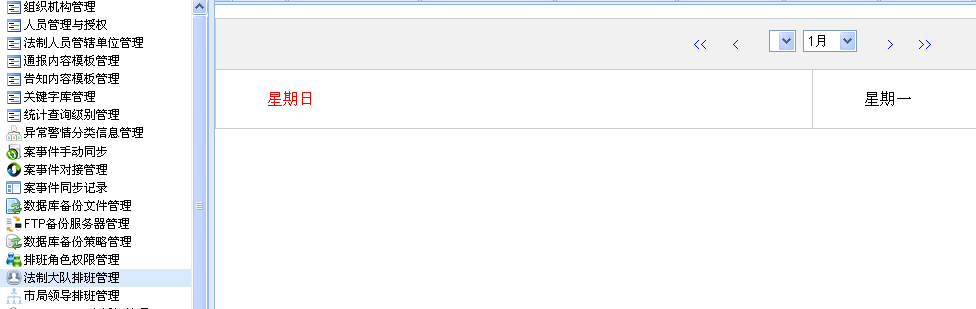 组织机构管理
人员管理与授权
法制人员管辖单位管理
通报内容模板管理
告知内容模板管理
关键字库管理
统计查询级别管理
异常警情分类信息管理
案事件手动同步
案事件对接管理
案事件同步记录
数据库备份文件管理
FTP备份服务器管理
数据库备份策略管理
排班角色权限管理
法制大队排班管理
市局领导排班管理
<< < 1月 > >>
星期日 星期一